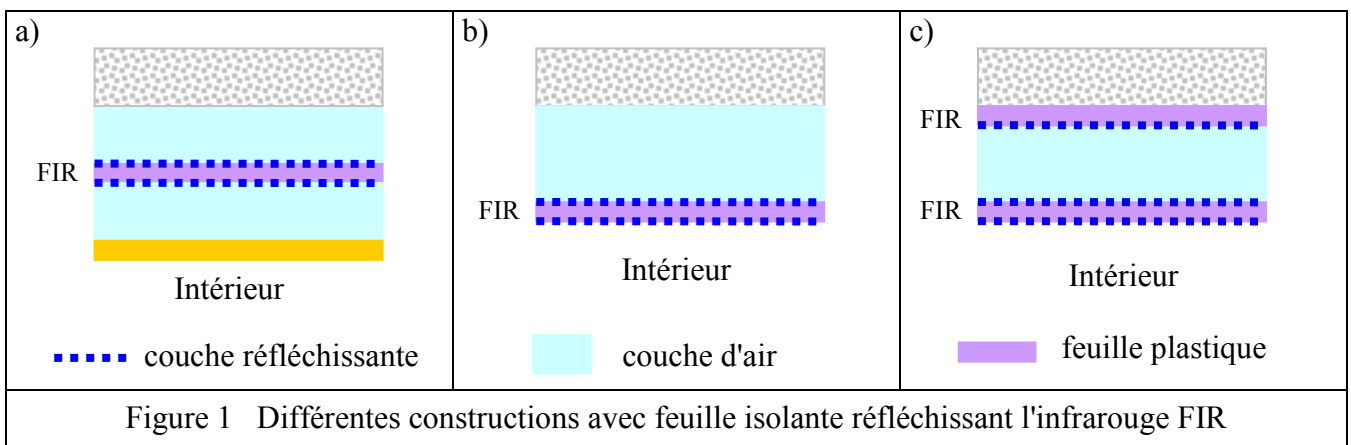 a)
FIR
Intérieur
couche réfléchissante
b)
FIR
Intérieur
couche d'air
c)
FIR
FIR
Intérieur
feuille plastique
Figure 1 Différentes constructions avec feuille isolante réfléchissant l'infrarouge FIR